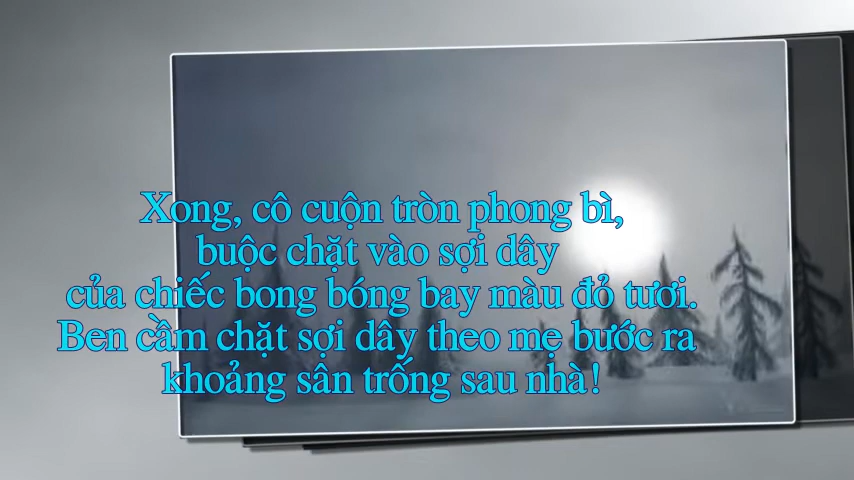 Xong, cô cuộn tròn phong bì,
buộc chặt vào sợi dây
của chiếc bong bóng bay màu đỏ tươi.
Ben cầm chặt sợi dây theo mẹ bước ra
khoảng sân trống sau nhà!